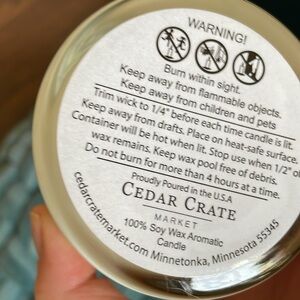 WARNING!
Burn within sight.
Keep away from flammable objects.
Keep away from children and pets
Trim wick to 1/4" before each time candle is lit.
Keep away from drafts. Place on heat-safe surface.
Container will be hot when lit. Stop use when 1/2" of
wax remains. Keep wax pool free of debris.
Do not burn for more than 4 hours at a time.
Proudly Poured in the U.S.A
CEDAR CRATE
MARKET
100% Soy Wax Aromatic
Candle
cedarcratemarket.com Minnetonka, Minnesota 55345